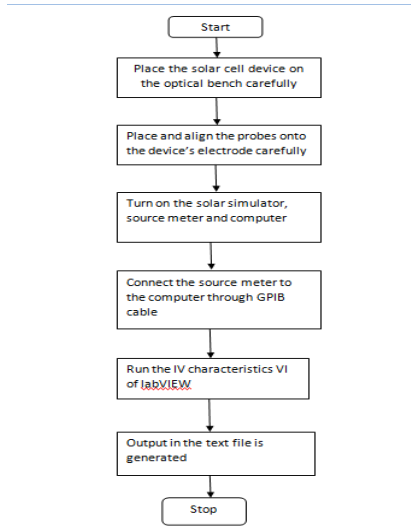 Start
Place the solar cell device on
the optical bench carefully
Place and align the probes onto
the device's electrode carefully
Turn on the solar simulator,
source meter and computer
Connect the source meter to
the computer through GPIB
cable
Run the IV characteristics VI
of labVIEW
Output in the text file is
generated
Stop